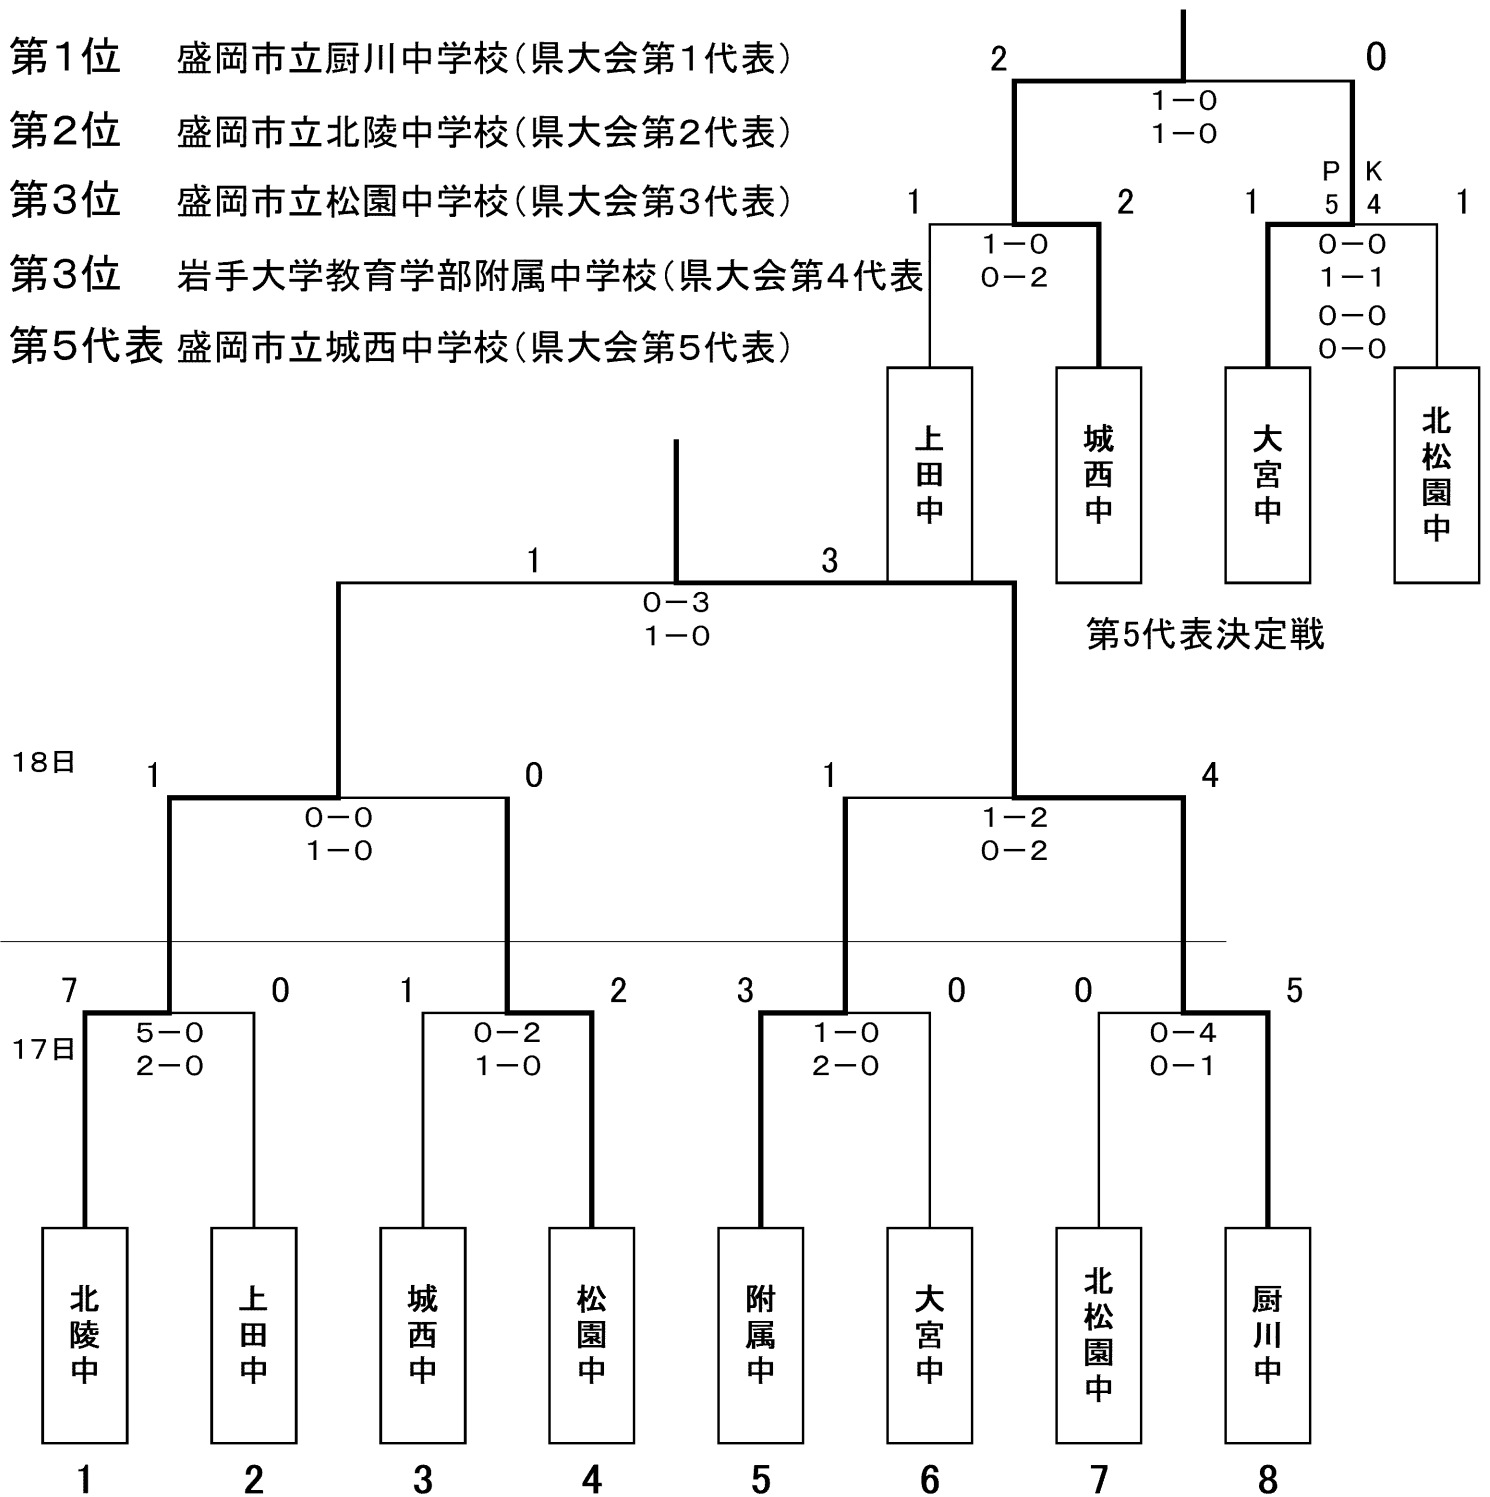 第1位 盛岡市立厨川中学校(県大会第1代表)
第2位 盛岡市立北陵中学校(県大会第2代表)
第3位 盛岡市立松園中学校(県大会第3代表)
第3位 岩手大学教育学部附属中学校(県大会第4代表
第5代表 盛岡市立城西中学校(県大会第5代表)
2 0
1-0
1-0
P K
1 2 1 5 4 1
1-0 0-0
0-2 1-1
0-0
0-0
上田中
城西中
大宮中
北松園中
第5代表決定戦
1 3
0-3
1-0
18日
1 0 1 4
0-0 1-2
1-0 0-2
7 0 1 2 3 0 0 5
17日
5-0 0-2 1-0 0-4
2-0 1-0 2-0 0-1
北陵中
上田中
城西中
松園中
附属中
大宮中
北松園中
厨川中
1 2 3 4 5 6 7 8